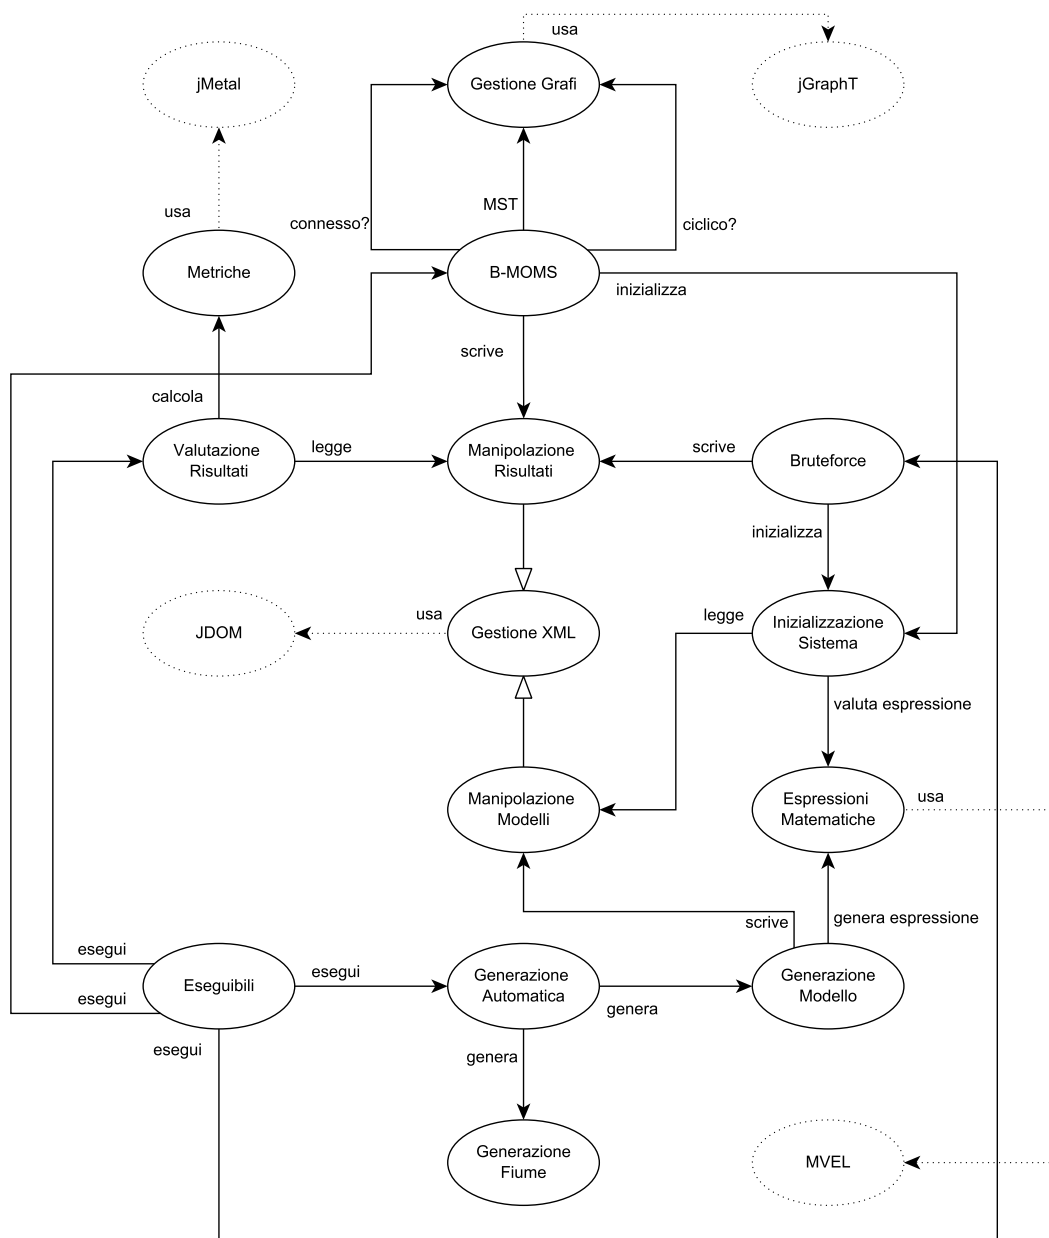 usa
jMetal
Gestione Grafi
jGraphT
usa
MST
connesso?
ciclico?
Metriche
B-MOMS
inizializza
scrive
calcola
Valutazione
Risultati
legge
Manipolazione
Risultati
scrive
Bruteforce
inizializza
JDOM
usa
Gestione XML
legge
Inizializzazione
Sistema
valuta espressione
Manipolazione
Modelli
Espressioni
Matematiche
usa
scrive
genera espressione
esegui
esegui
Eseguibili
esegui
Generazione
Automatica
genera
Generazione
Modello
esegui
genera
Generazione
Fiume
MVEL